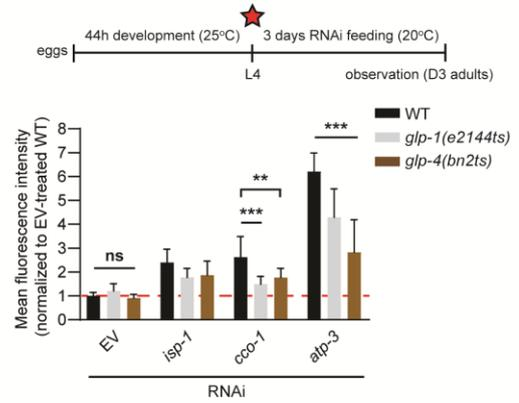 44h development (25°C)
3 days RNAi feeding (20°C)
eggs
L4
observation (D3 adults)
WT
glp-1(e2144ts)
glp-4(bn2ts)
Mean fluorescence intensity
(normalized to EV-treated WT)
8
7
6
5
4
3
2
1
0
ns
**
***
***
EV
isp-1
cco-1
atp-3
RNAi